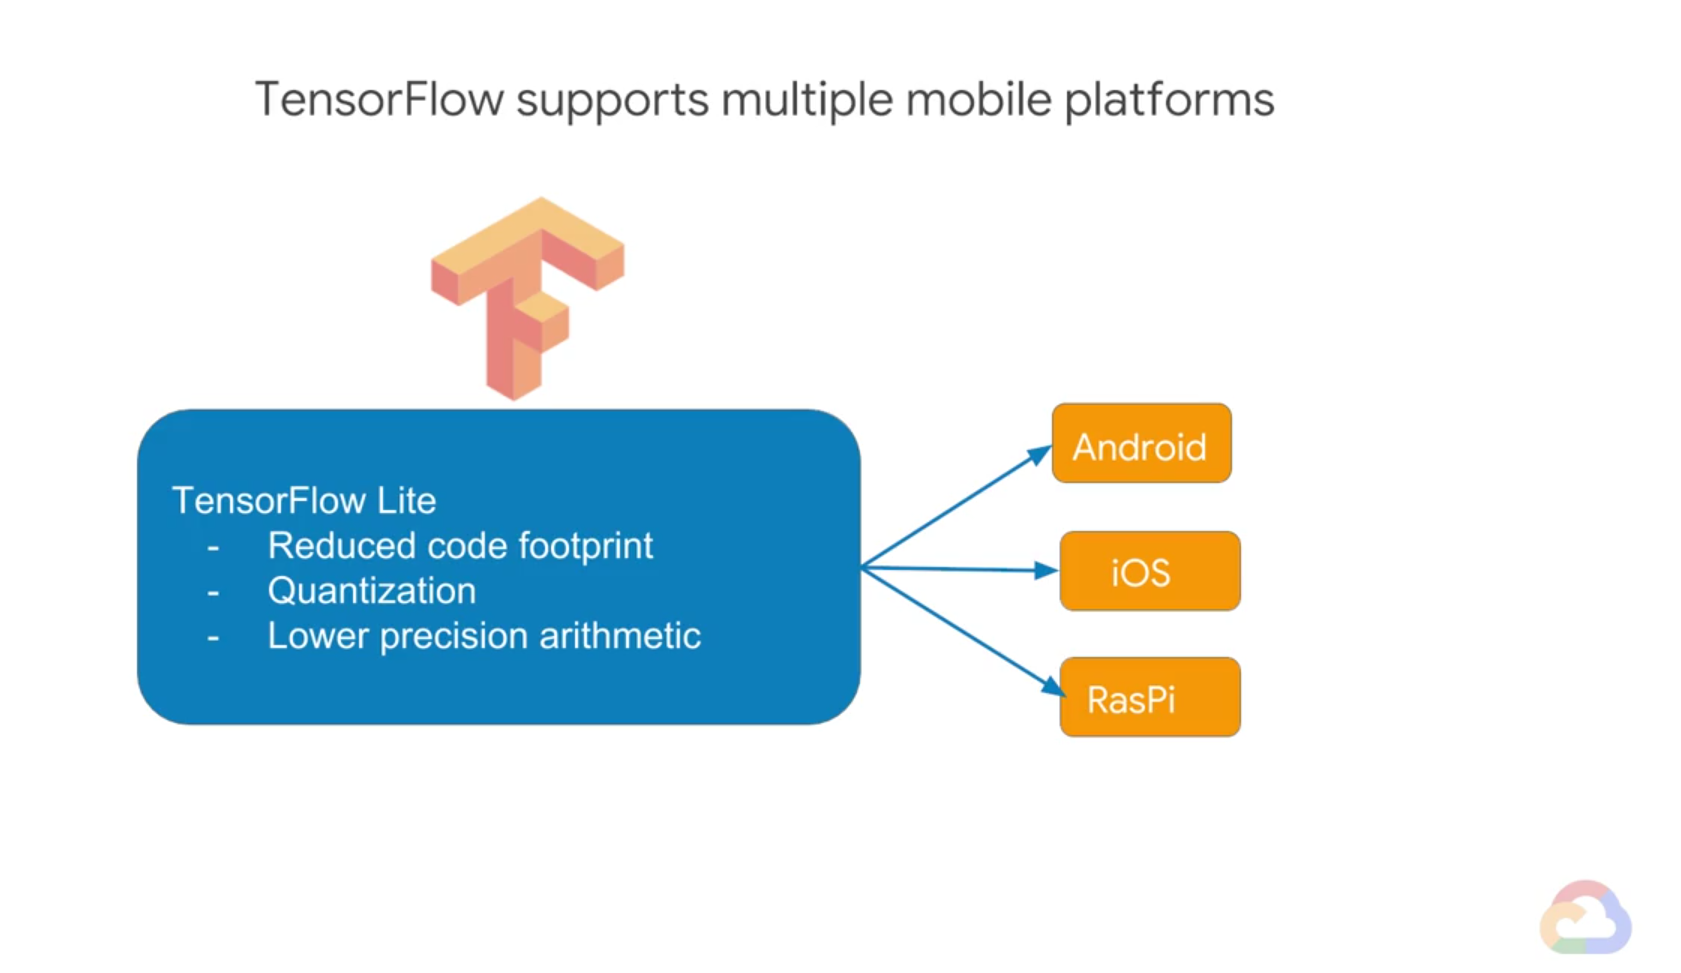 TensorFlow supports multiple mobile platforms
TensorFlow Lite
- Reduced code footprint
- Quantization
- Lower precision arithmetic
Android
iOS
RasPi